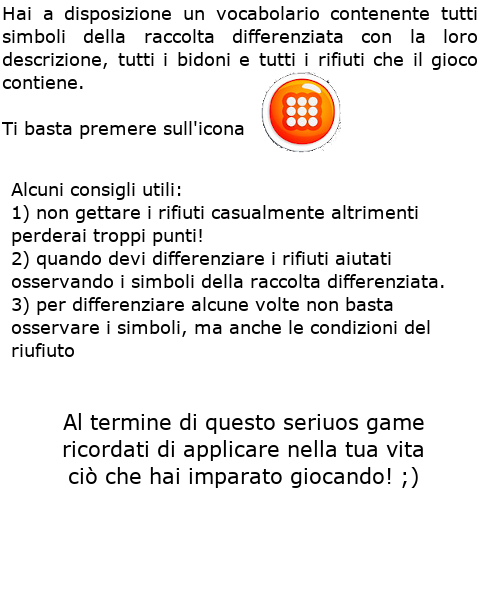 Hai a disposizione un vocabolario contenente tutti
simboli della raccolta differenziata con la loro
descrizione, tutti i bidoni e tutti i rifiuti che il gioco
contiene.
Ti basta premere sull'icona
Alcuni consigli utili:
1) non gettare i rifiuti casualmente altrimenti
perderai troppi punti!
2) quando devi differenziare i rifiuti aiutati
osservando i simboli della raccolta differenziata.
3) per differenziare alcune volte non basta
osservare i simboli, ma anche le condizioni del
riufiuto
Al termine di questo seriuos game
ricordati di applicare nella tua vita
ciò che hai imparato giocando! ;)